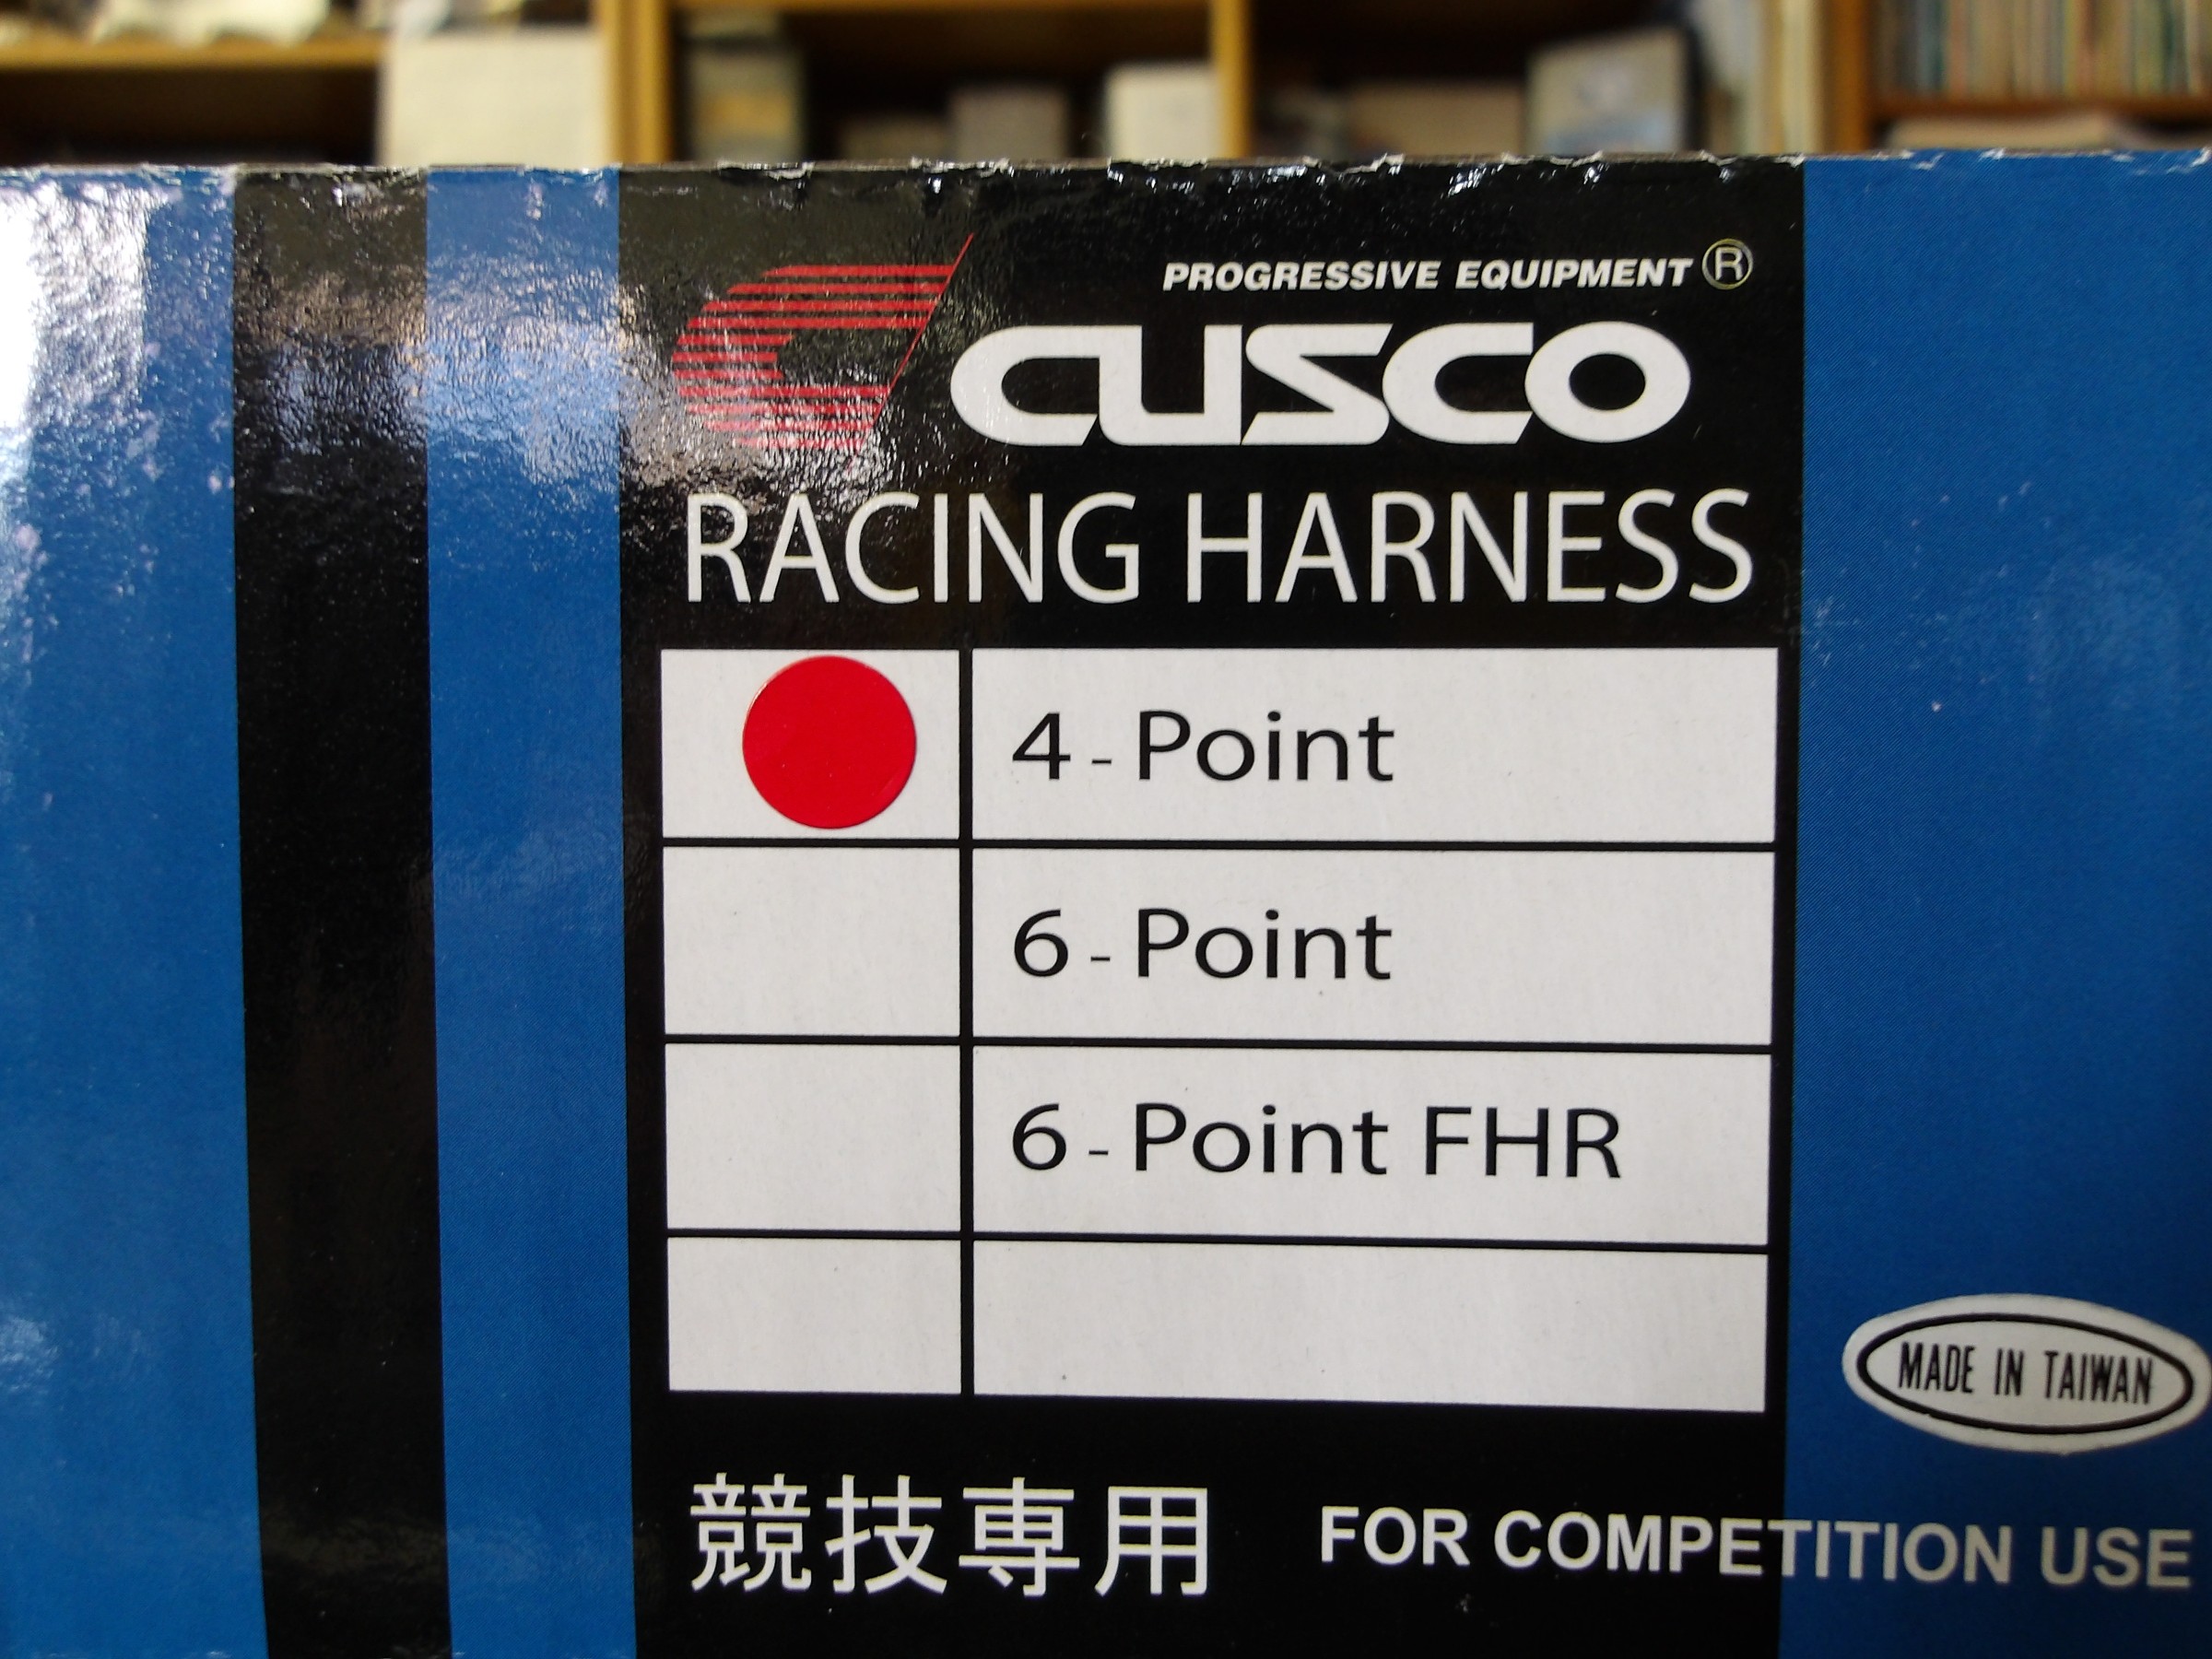 PROGRESSIVE EQUIPMENT®
CUSCO
RACING HARNESS
4 - Point
6 - Point
6 - Point FHR
MADE IN TAIWAN
競技専用 FOR COMPETITION USE